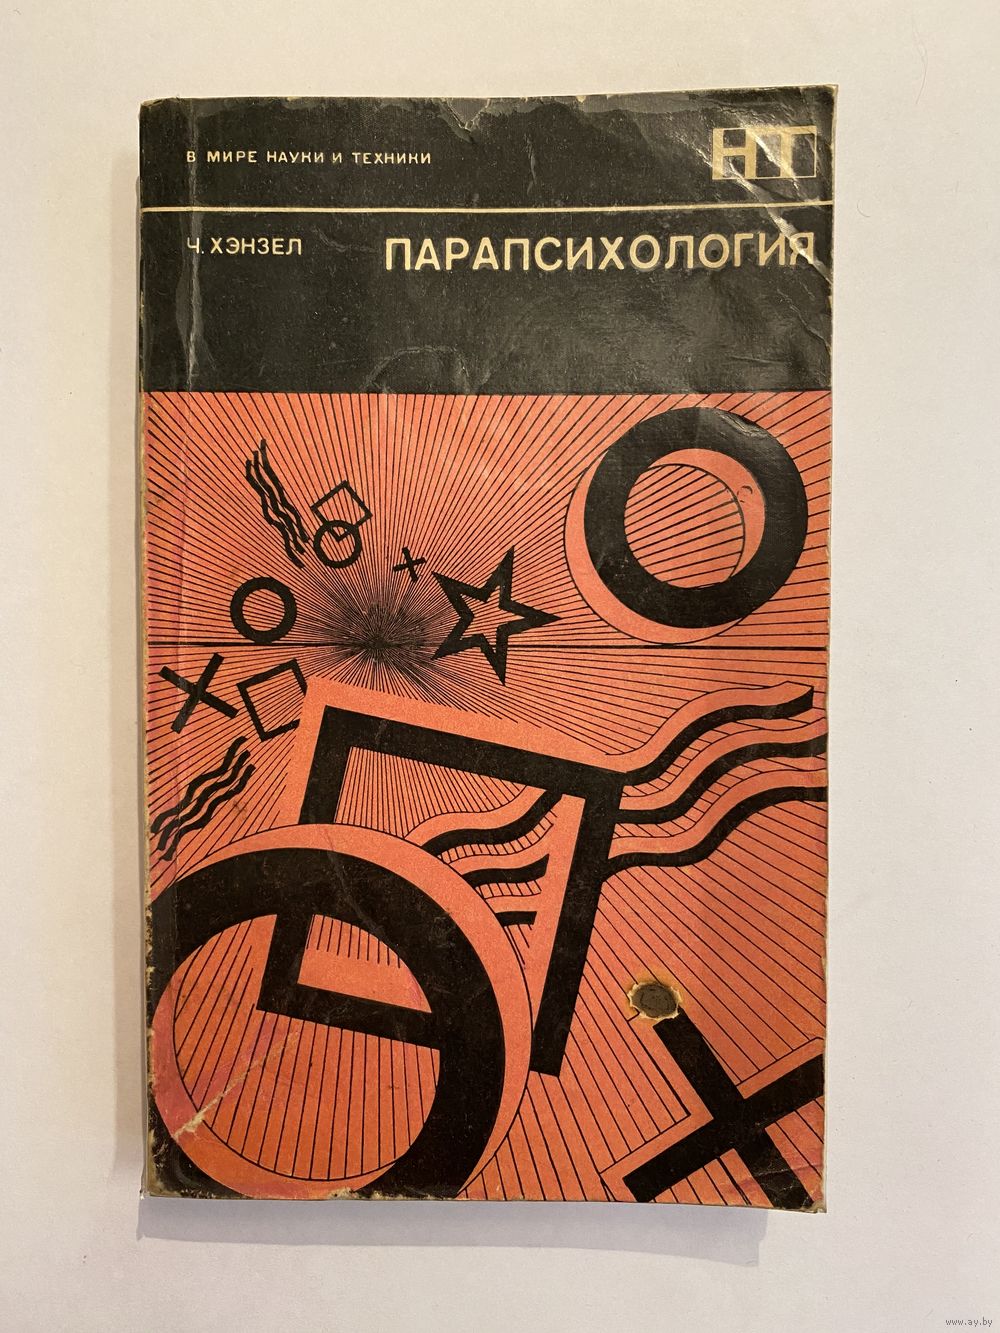 В МИРЕ НАУКИ И ТЕХНИКИ
НТ
Ч. ХЭНЗЕЛ
ПАРАПСИХОЛОГИЯ
www.ay.by